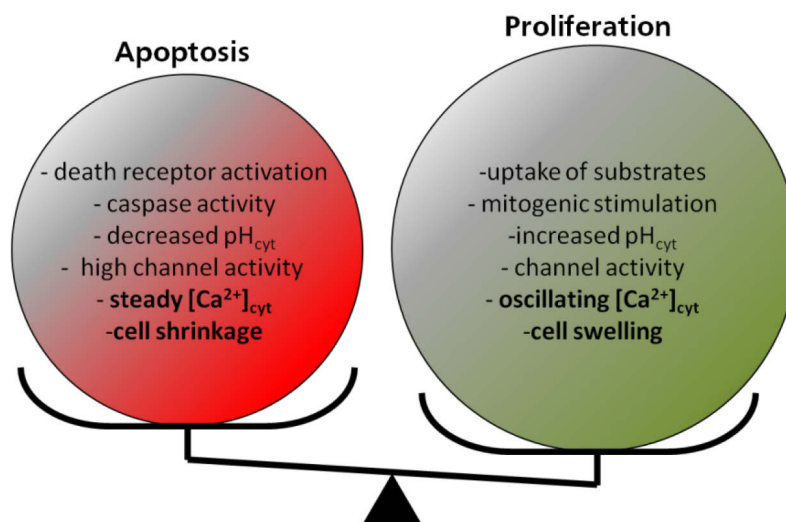 Apoptosis
- death receptor activation
- caspase activity
- decreased pHcyt
- high channel activity
- steady [Ca²⁺]cyt
-cell shrinkage
Proliferation
-uptake of substrates
- mitogenic stimulation
-increased pHcyt
- channel activity
- oscillating [Ca²⁺]cyt
-cell swelling